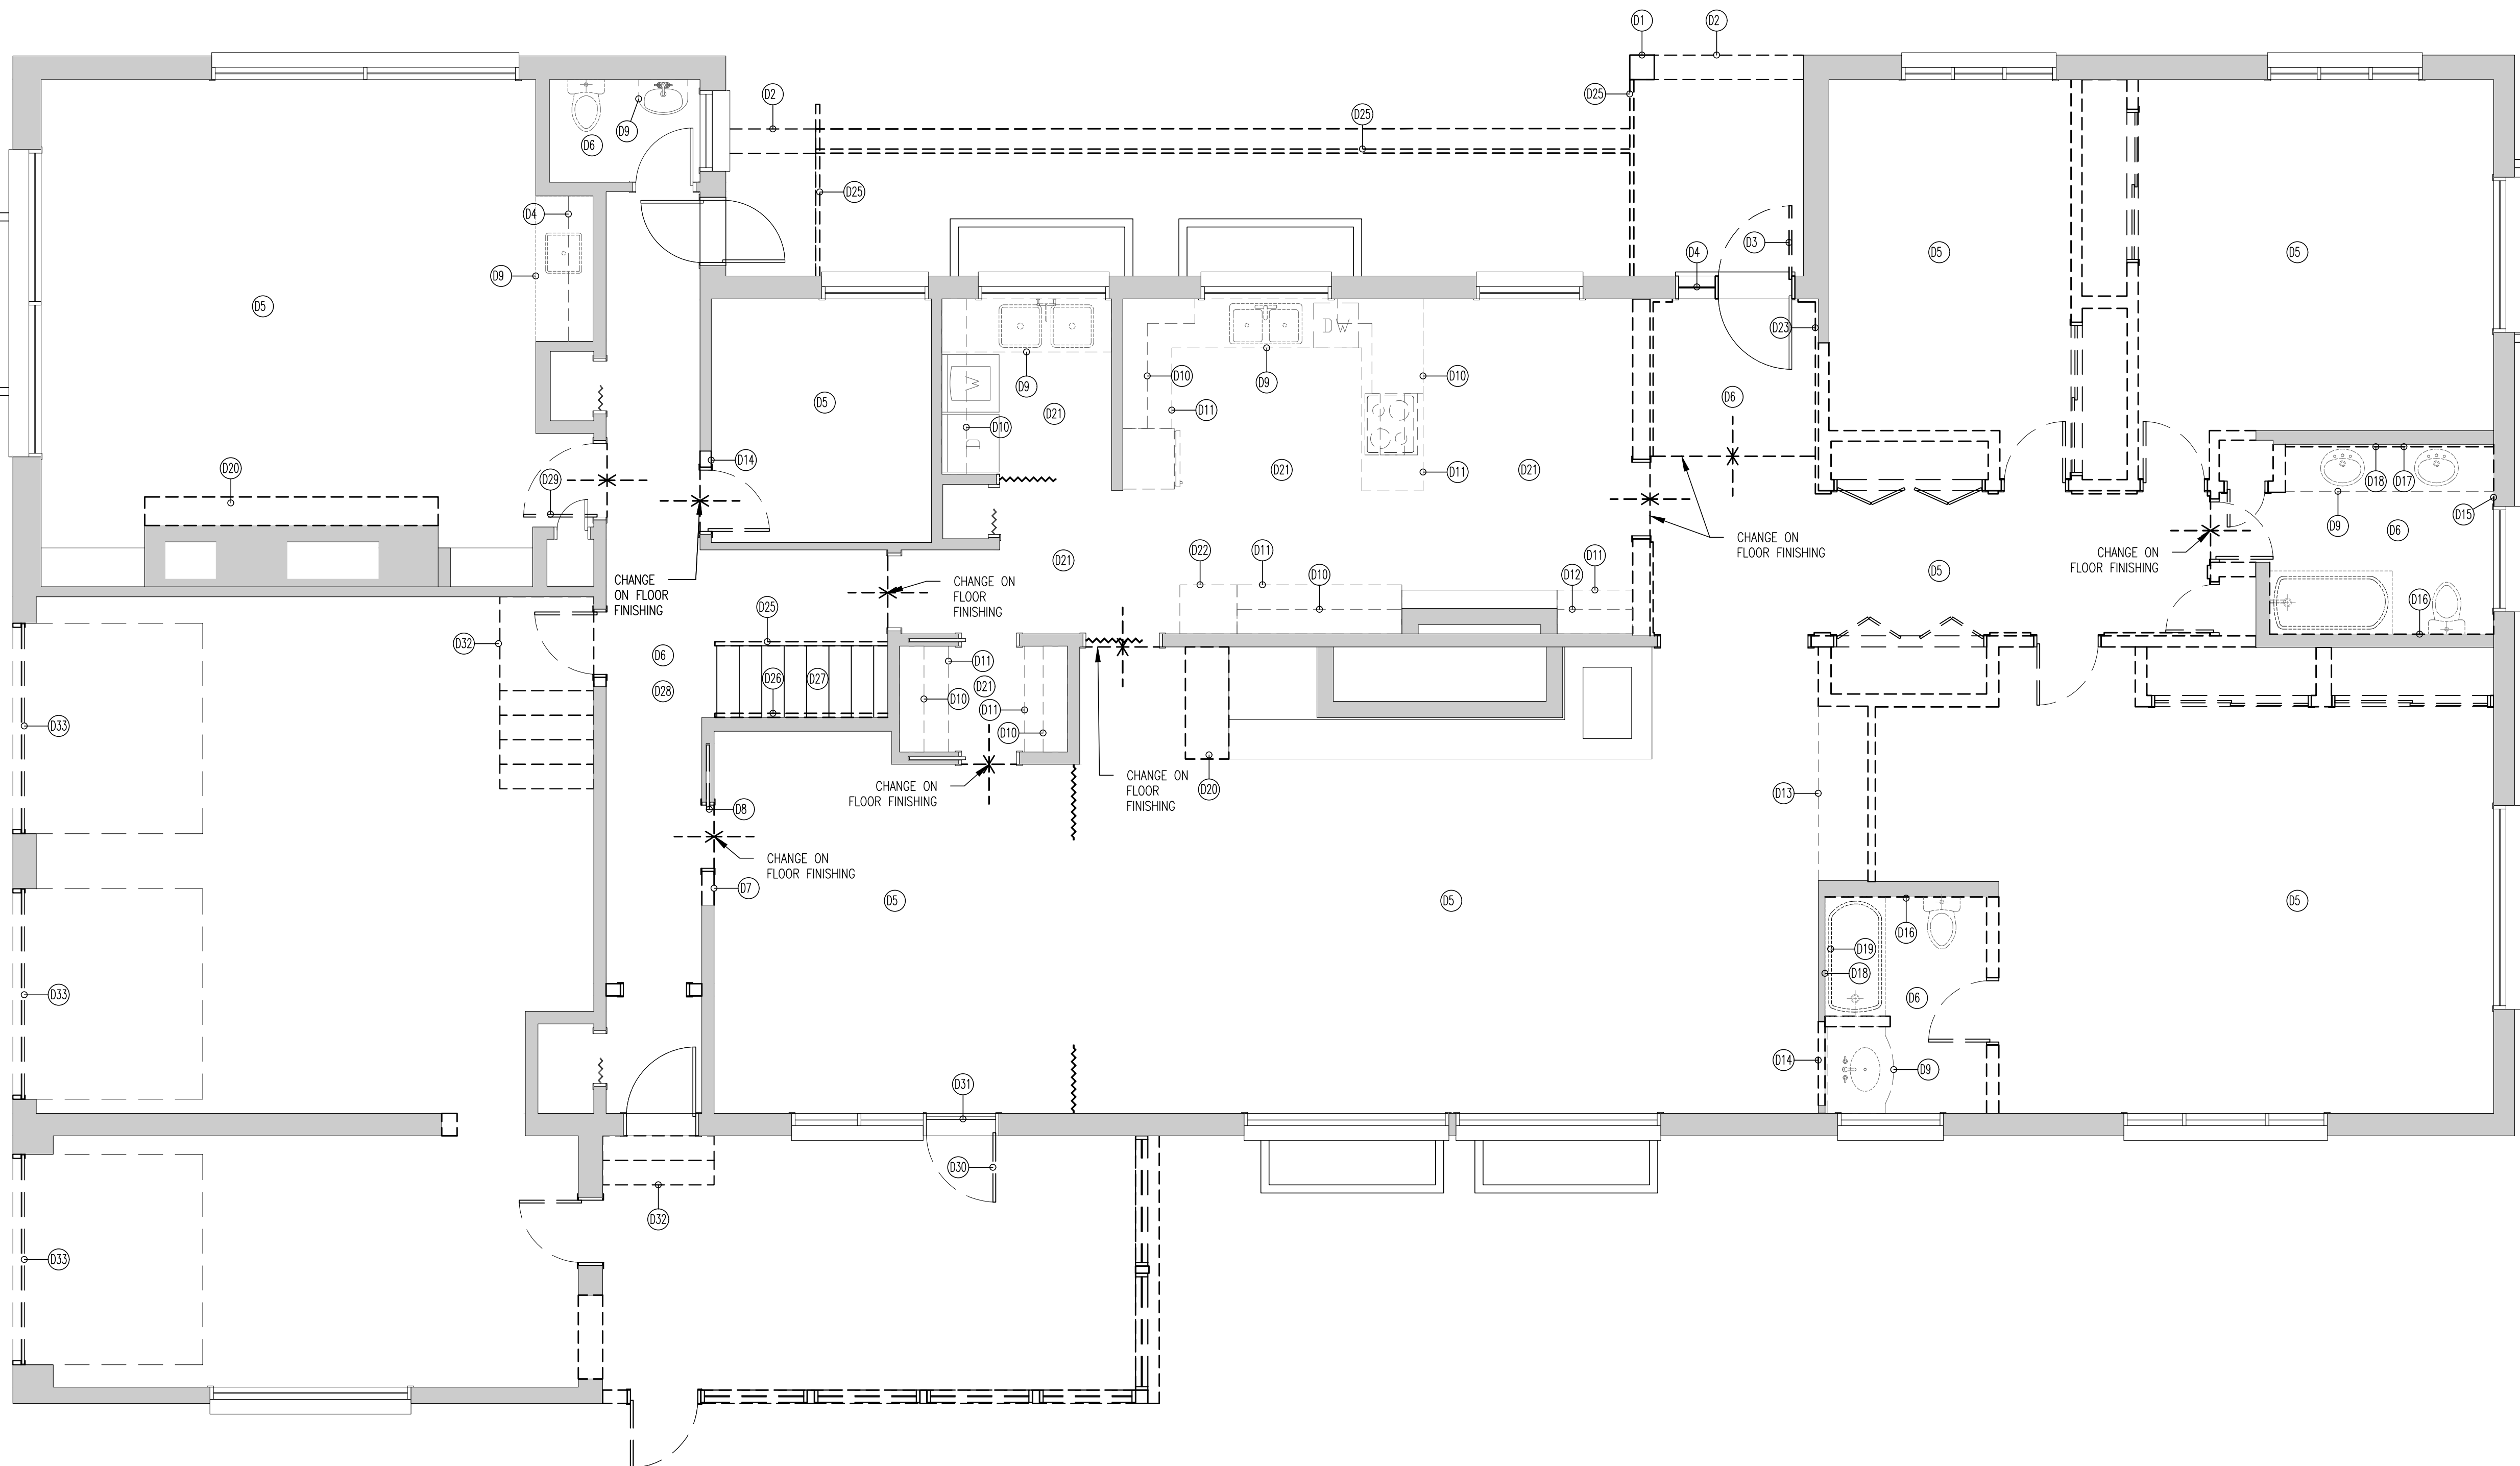 D1
D2
D2
D25
D25
D9
D6
D25
D4
D3
D4
D5
D5
D9
D5
D23
DW
D10
D9
D10
W
D9
D6
D5
D11
D21
D10
D
D14
D20
D21
D11
D21
D29
D18
D17
D9
D15
D6
CHANGE ON
FLOOR FINISHING
CHANGE ON
FLOOR FINISHING
D22
D11
D11
D21
D12
D10
D5
CHANGE
ON FLOOR
FINISHING
CHANGE ON
FLOOR
FINISHING
D16
D25
D32
D6
D11
D26
D27
D21
D28
D10
D11
D33
D10
CHANGE ON
FLOOR FINISHING
CHANGE ON
FLOOR
FINISHING
D20
D13
D8
CHANGE ON
FLOOR FINISHING
D7
D5
D5
D5
D16
D19
D18
D33
D6
D14
D9
D31
D30
D32
D33